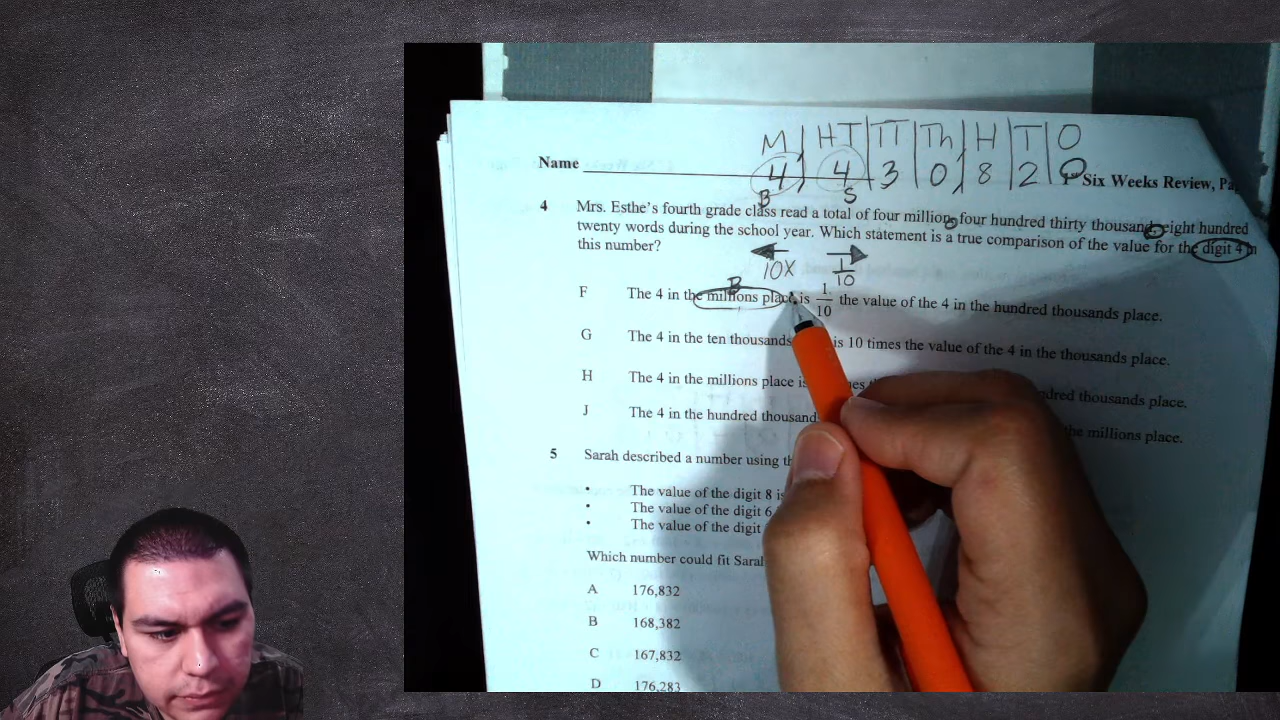 M, H T TT Th, H T O
4, 4 3 0, 8 2 0
B S
Name Six Weeks Review,
4 Mrs. Esthe's fourth grade class read a total of four million, four hundred thirty thousand, eight hundred
twenty words during the school year. Which statement is a true comparison of the value for the digit 4 in
this number?
10X 1/10
B
F The 4 in the millions place is 1/10 the value of the 4 in the hundred thousands place.
G The 4 in the ten thousands is 10 times the value of the 4 in the thousands place.
H The 4 in the millions place is hundred thousands place.
J The 4 in the hundred thousand the millions place.
5 Sarah described a number using
• The value of the digit 8 is
• The value of the digit 6
• The value of the digit
Which number could fit
A 176,832
B 168,382
C 167,832
D 176,283